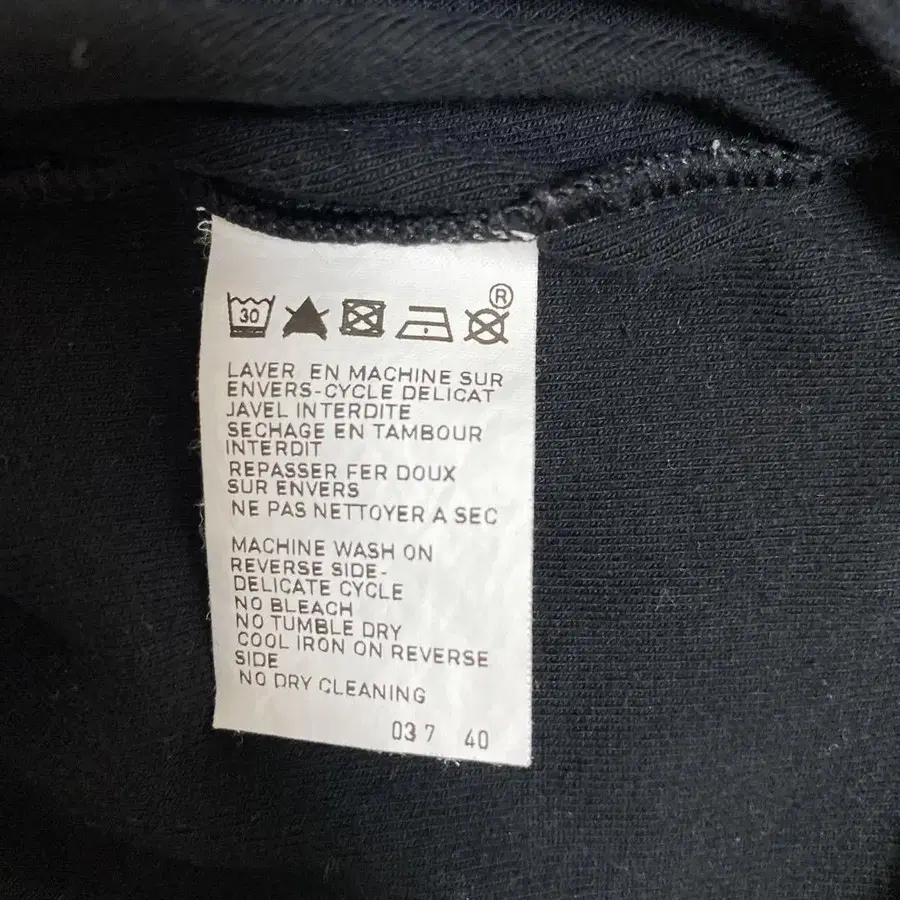 ®
30
LAVER EN MACHINE SUR
ENVERS-CYCLE DELICAT
JAVEL INTERDITE
SECHAGE EN TAMBOUR
INTERDIT
REPASSER FER DOUX
SUR ENVERS
NE PAS NETTOYER A SEC
MACHINE WASH ON
REVERSE SIDE-
DELICATE CYCLE
NO BLEACH
NO TUMBLE DRY
COOL IRON ON REVERSE
SIDE
NO DRY CLEANING
03 7 40